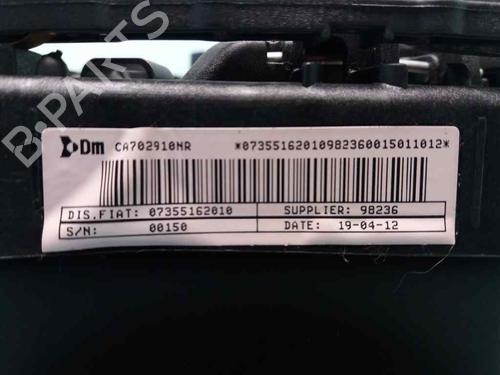 B-PARTS
Dm CA702910NR *07355162010982360015011012*
DIS.FIAT: 07355162010 SUPPLIER: 98236
S/N: 00150 DATE: 19-04-12